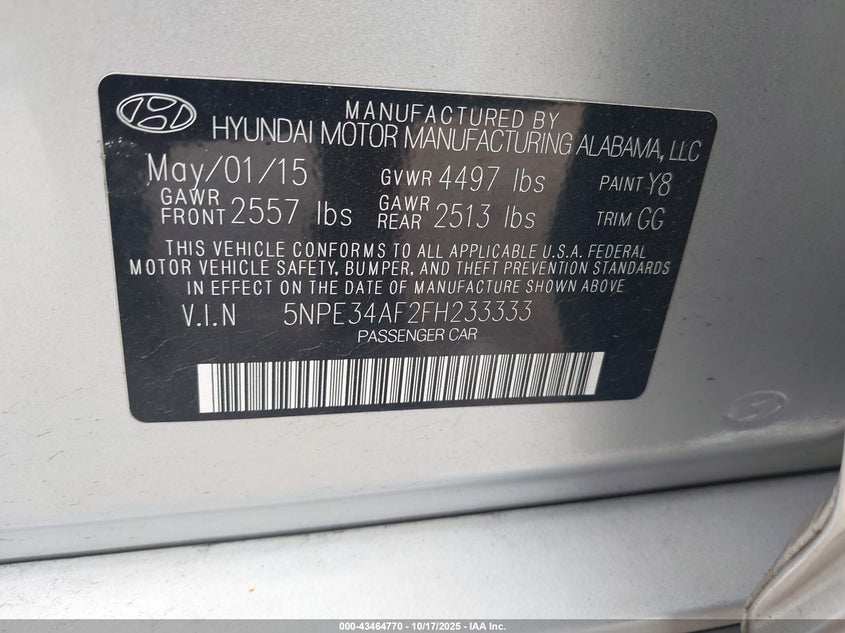 MANUFACTURED BY
HYUNDAI MOTOR MANUFACTURING ALABAMA, LLC
May/01/15 GVWR 4497 lbs PAINT Y8
GAWR FRONT 2557 lbs GAWR REAR 2513 lbs TRIM GG
THIS VEHICLE CONFORMS TO ALL APPLICABLE U.S.A. FEDERAL
MOTOR VEHICLE SAFETY, BUMPER, AND THEFT PREVENTION STANDARDS
IN EFFECT ON THE DATE OF MANUFACTURE SHOWN ABOVE
V.I.N 5NPE34AF2FH233333
PASSENGER CAR
000-43464770 - 10/17/2025 - IAA Inc.